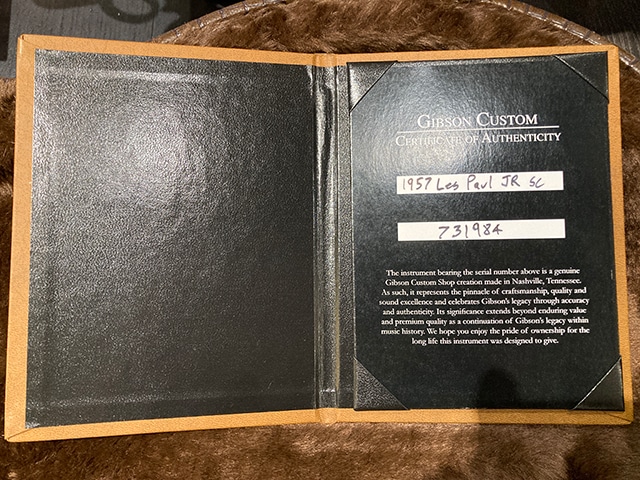 GIBSON CUSTOM
CERTIFICATE OF AUTHENTICITY
1957 Les Paul JR SC
731984
The instrument bearing the serial number above is a genuine
Gibson Custom Shop creation made in Nashville, Tennessee.
As such, it represents the pinnacle of craftsmanship, quality and
sound excellence and celebrates Gibson's legacy through accuracy
and authenticity. Its significance extends beyond enduring value
and premium quality as a continuation of Gibson's legacy within
music history. We hope you enjoy the pride of ownership for the
long life this instrument was designed to give.